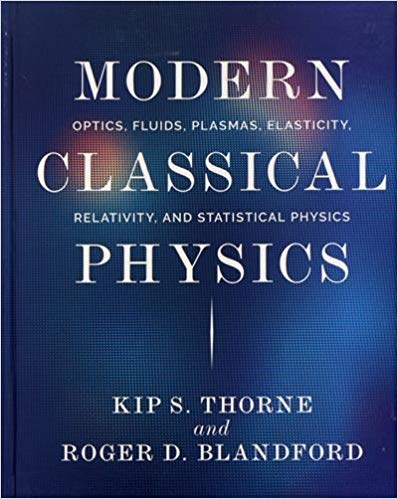 MODERN
OPTICS, FLUIDS, PLASMAS, ELASTICITY,
CLASSICAL
RELATIVITY, AND STATISTICAL PHYSICS
PHYSICS
KIP S. THORNE
and
ROGER D. BLANDFORD